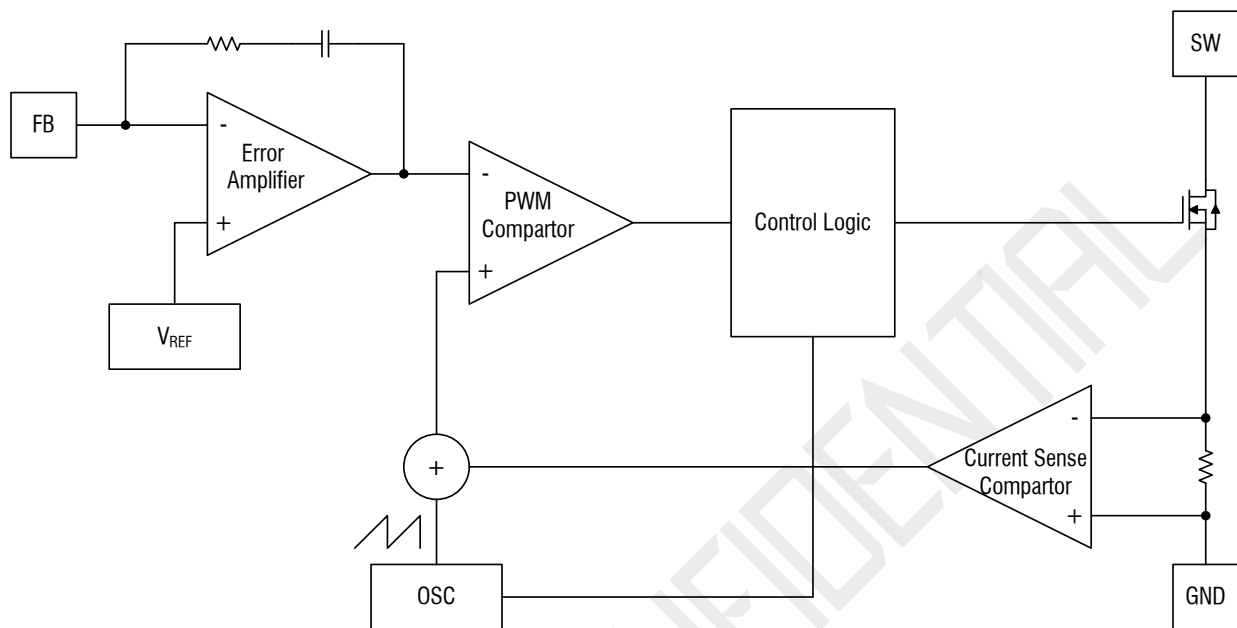 SW
FB
-
Error
Amplifier
+
-
PWM
Compartor
+
Control Logic
VREF
-
Current Sense
Compartor
+
+
OSC
GND